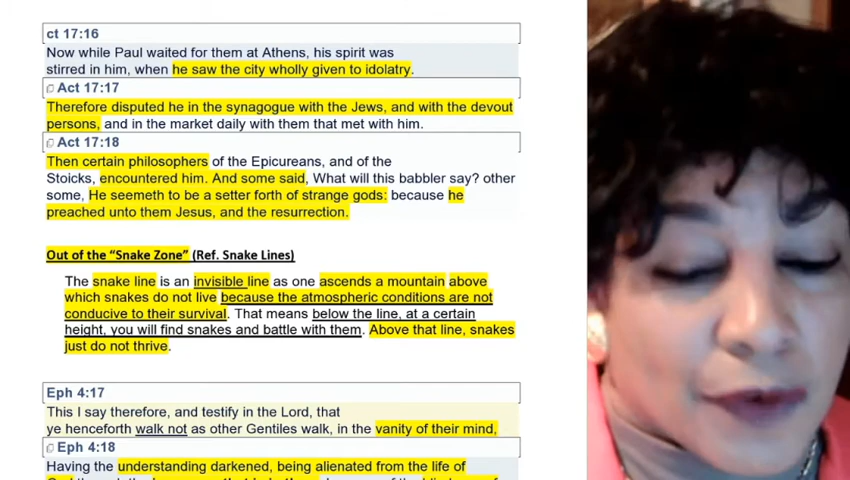 ct 17:16
Now while Paul waited for them at Athens, his spirit was
stirred in him, when he saw the city wholly given to idolatry.
Act 17:17
Therefore disputed he in the synagogue with the Jews, and with the devout
persons, and in the market daily with them that met with him.
Act 17:18
Then certain philosophers of the Epicureans, and of the
Stoicks, encountered him. And some said, What will this babbler say? other
some, He seemeth to be a setter forth of strange gods: because he
preached unto them Jesus, and the resurrection.
Out of the “Snake Zone” (Ref. Snake Lines)
The snake line is an invisible line as one ascends a mountain above
which snakes do not live because the atmospheric conditions are not
conducive to their survival. That means below the line, at a certain
height, you will find snakes and battle with them. Above that line, snakes
just do not thrive.
Eph 4:17
This I say therefore, and testify in the Lord, that
ye henceforth walk not as other Gentiles walk, in the vanity of their mind,
Eph 4:18
Having the understanding darkened, being alienated from the life of